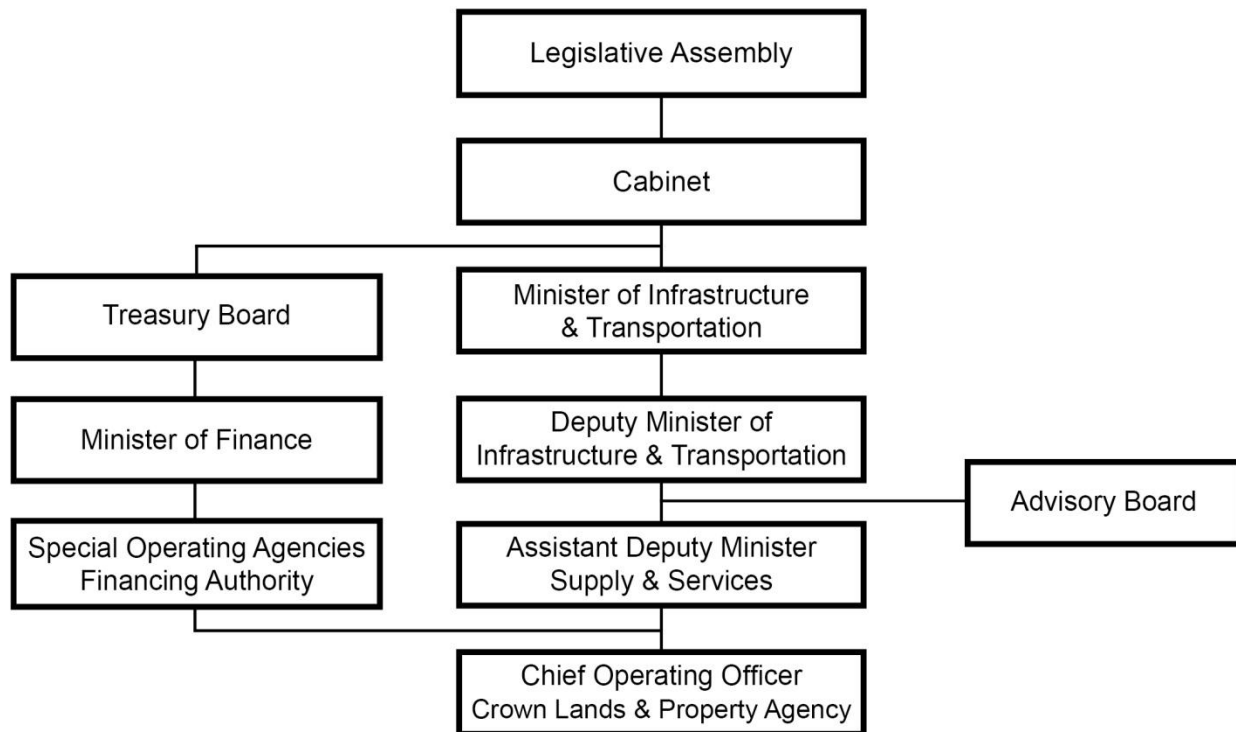 Legislative Assembly
Cabinet
Treasury Board
Minister of Infrastructure
& Transportation
Minister of Finance
Deputy Minister of
Infrastructure & Transportation
Advisory Board
Special Operating Agencies
Financing Authority
Assistant Deputy Minister
Supply & Services
Chief Operating Officer
Crown Lands & Property Agency